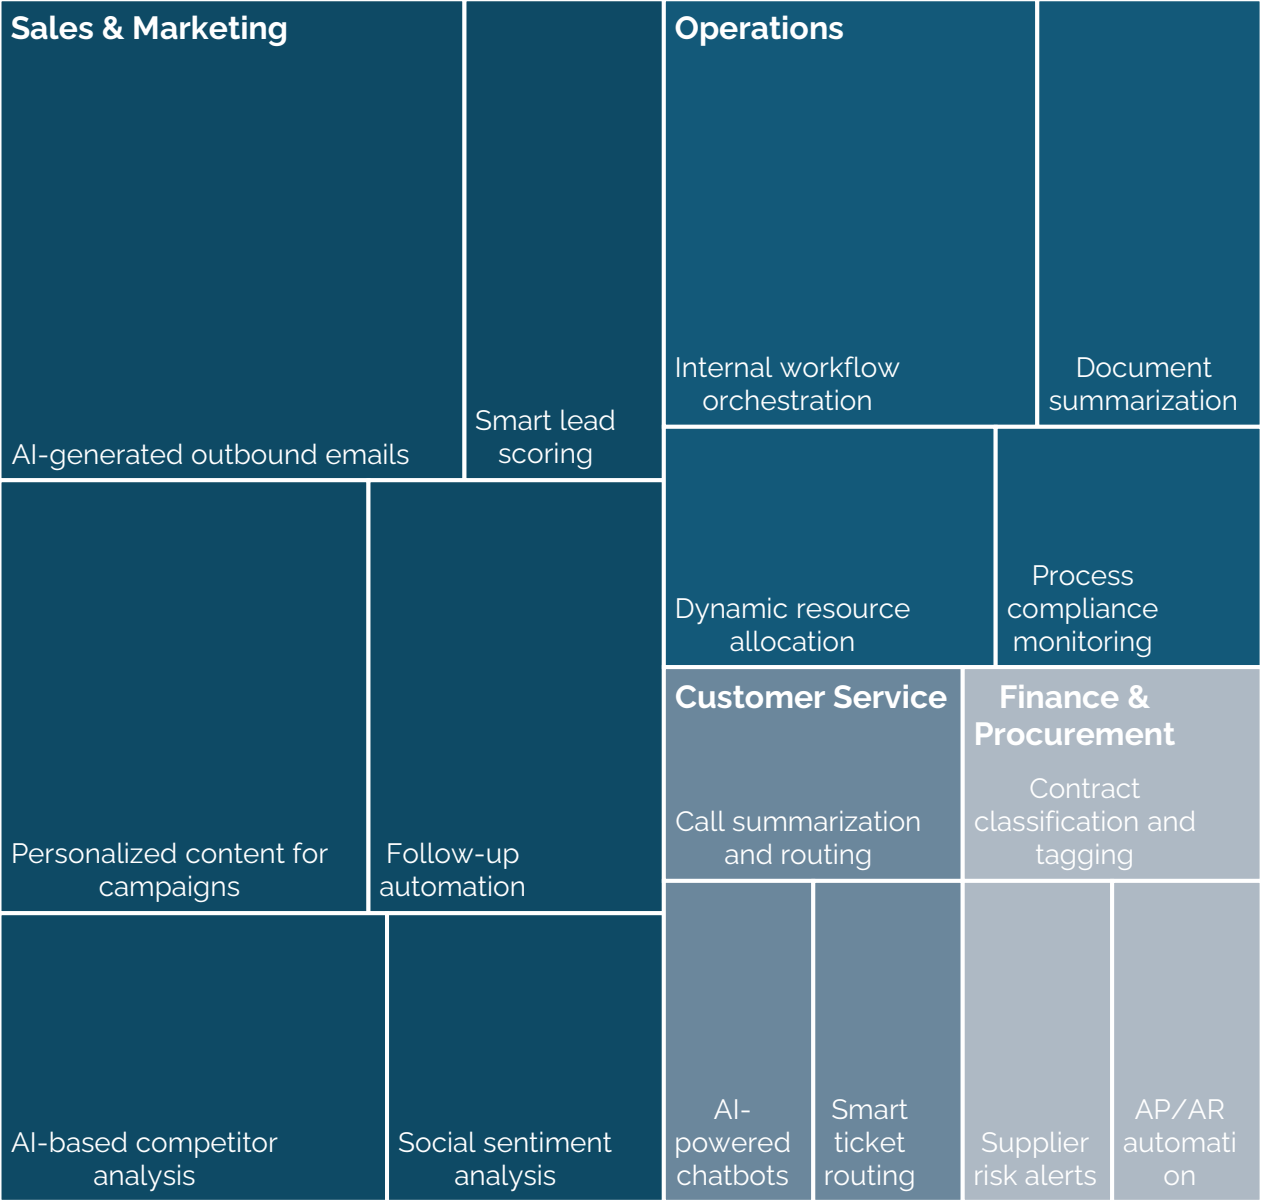 Sales & Marketing
AI-generated outbound emails
Smart lead
scoring
Personalized content for
campaigns
Follow-up
automation
AI-based competitor
analysis
Social sentiment
analysis
Operations
Internal workflow
orchestration
Document
summarization
Dynamic resource
allocation
Process
compliance
monitoring
Customer Service
Call summarization
and routing
AI-
powered
chatbots
Smart
ticket
routing
Finance &
Procurement
Contract
classification and
tagging
Supplier
risk alerts
AP/AR
automati
on